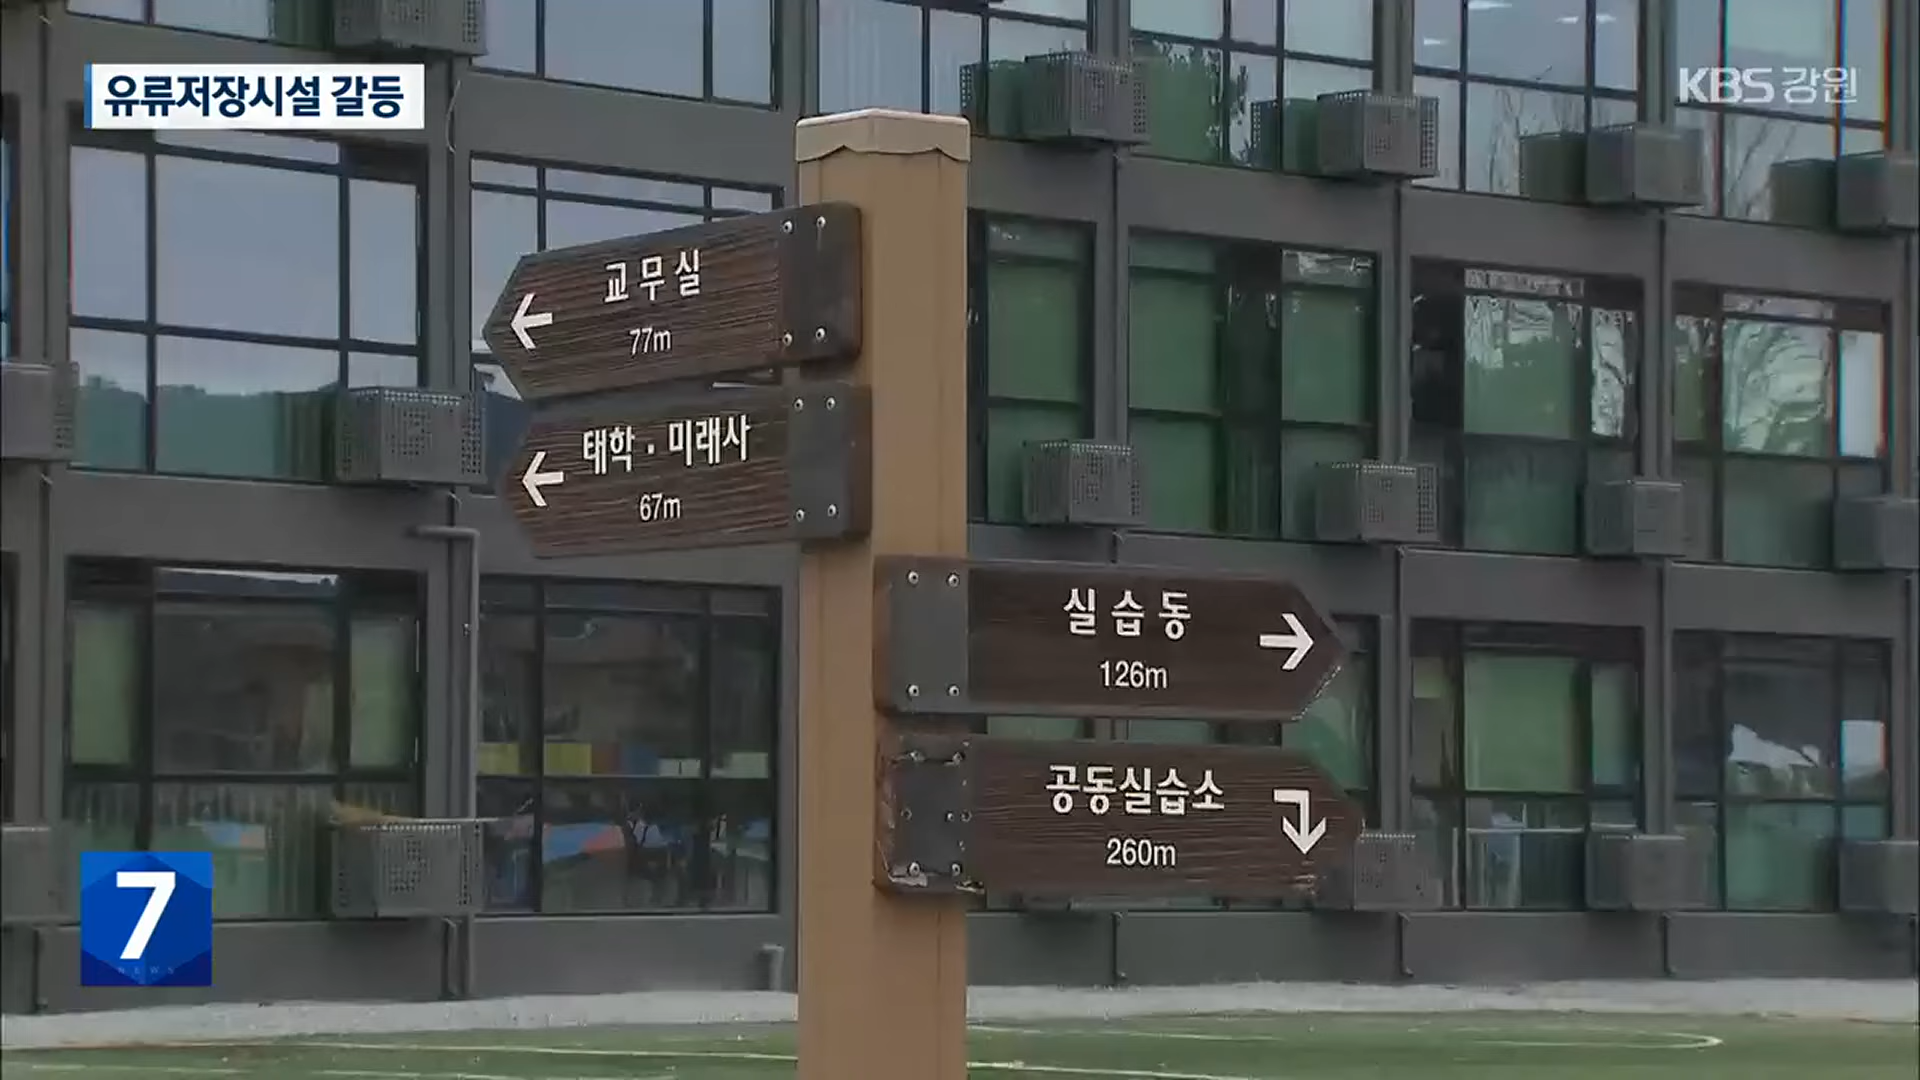 유류저장시설 갈등
KBS 강원
교무실
77m
태학·미래사
67m
실습동
126m
공동실습소
260m
7
NEWS